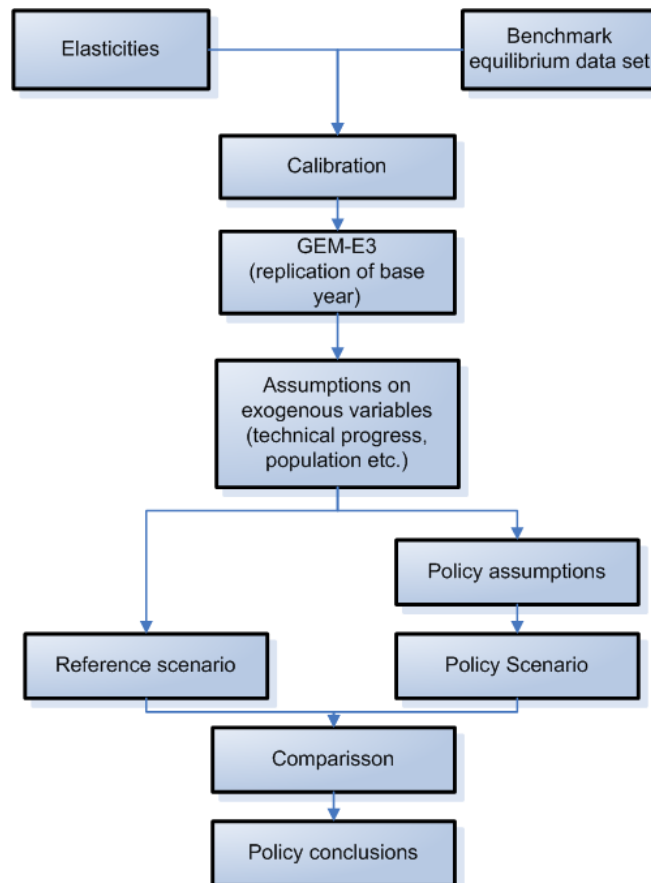 Elasticities
Benchmark
equilibrium data set
Calibration
GEM-E3
(replication of base
year)
Assumptions on
exogenous variables
(technical progress,
population etc.)
Policy assumptions
Reference scenario
Policy Scenario
Comparisson
Policy conclusions